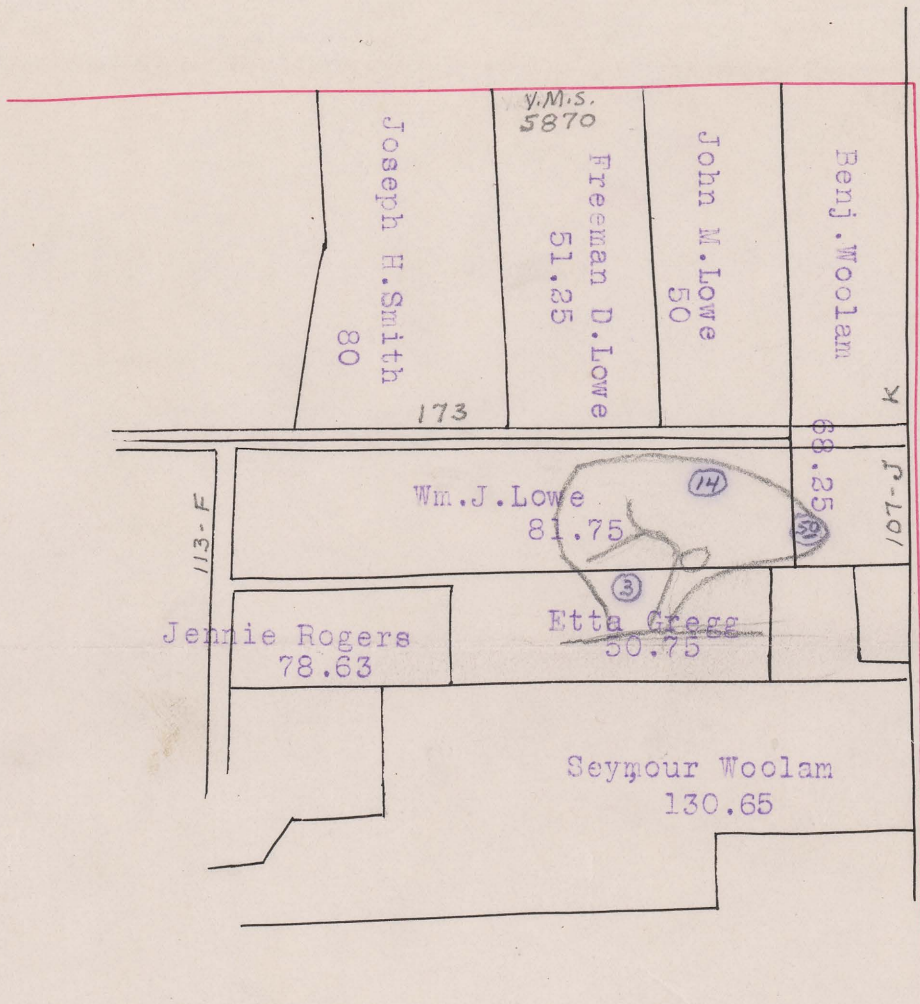 V.M.S.
5870
Joseph H.Smith
80
Freeman D.Lowe
51.25
John M.Lowe
50
Benj.Woolam
68.25
173
K
107-J
113-F
Wm.J.Lowe
81.75
14
3
Etta Gregg
50.75
Jennie Rogers
78.63
Seymour Woolam
130.65